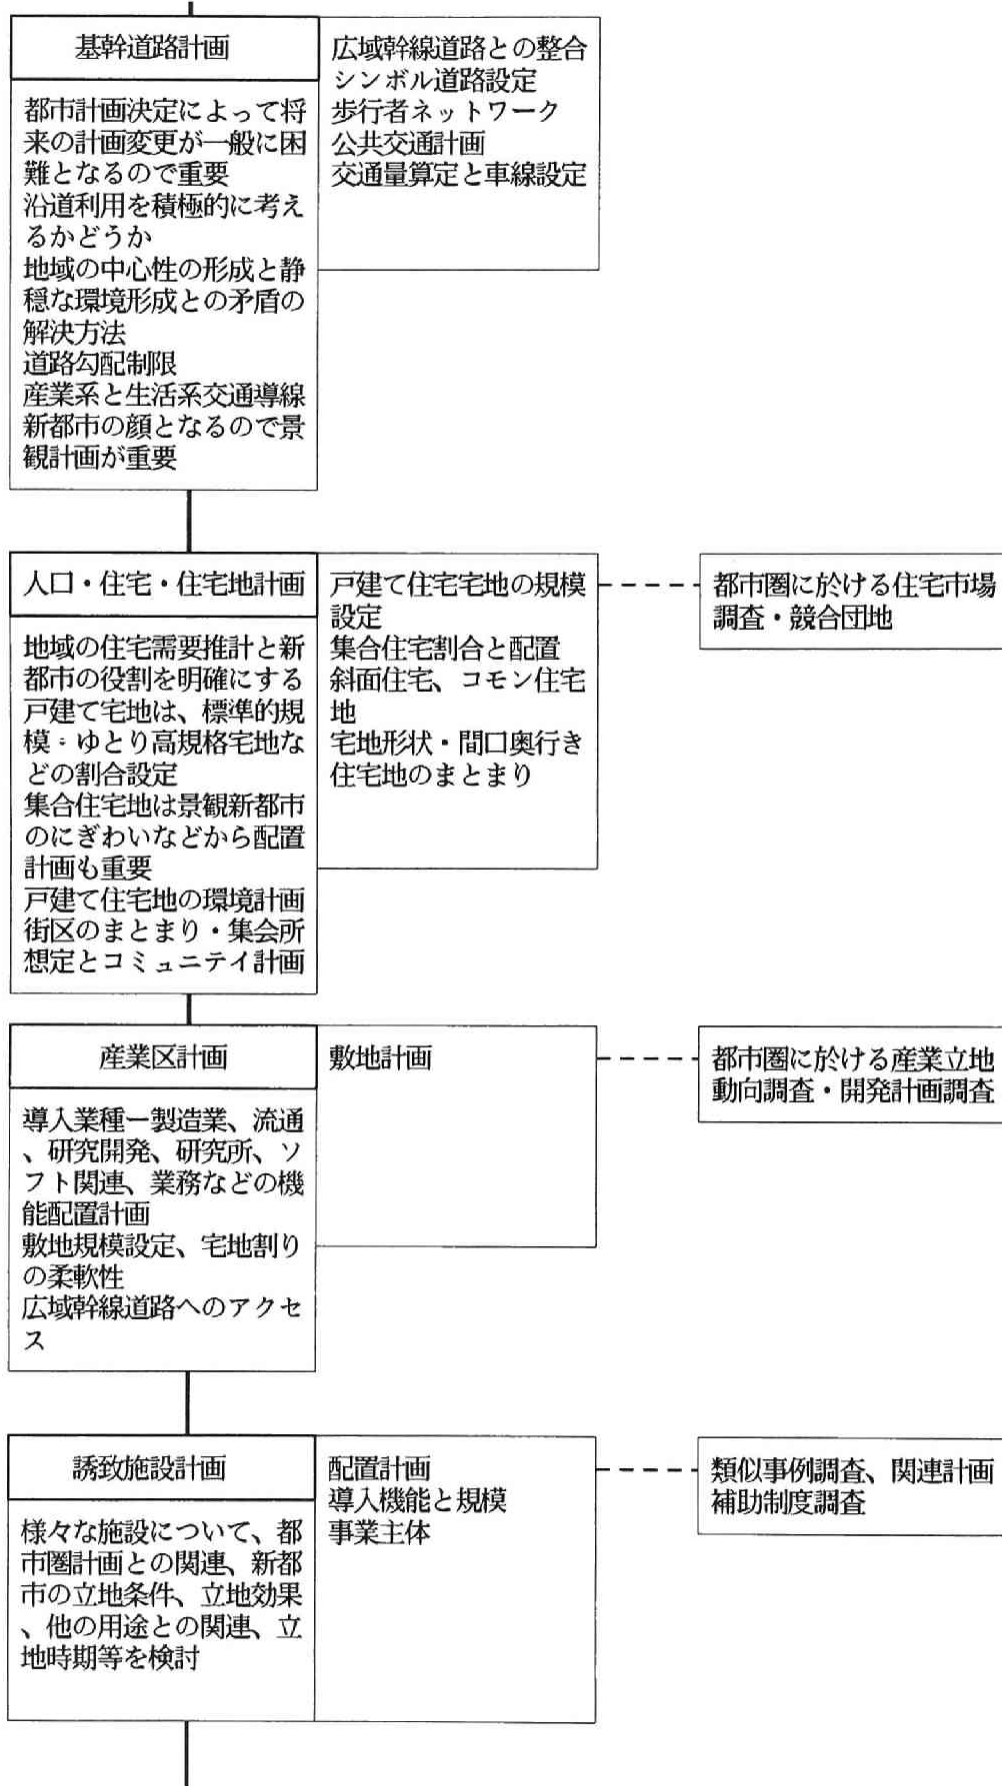 基幹道路計画
都市計画決定によって将
来の計画変更が一般に困
難となるので重要
沿道利用を積極的に考え
るかどうか
地域の中心性の形成と静
穏な環境形成との矛盾の
解決方法
道路勾配制限
産業系と生活系交通導線
新都市の顔となるので景
観計画が重要
広域幹線道路との整合
シンボル道路設定
歩行者ネットワーク
公共交通計画
交通量算定と車線設定
人口・住宅・住宅地計画
地域の住宅需要推計と新
都市の役割を明確にする
戸建て宅地は、標準的規
模・ゆとり高規格宅地な
どの割合設定
集合住宅地は景観新都市
のにぎわいなどから配置
計画も重要
戸建て住宅地の環境計画
街区のまとまり・集会所
想定とコミュニテイ計画
戸建て住宅宅地の規模
設定
集合住宅割合と配置
斜面住宅、コモン住宅
地
宅地形状・間口奥行き
住宅地のまとまり
都市圏に於ける住宅市場
調査・競合団地
産業区計画
導入業種ー製造業、流通
、研究開発、研究所、ソ
フト関連、業務などの機
能配置計画
敷地規模設定、宅地割り
の柔軟性
広域幹線道路へのアクセ
ス
敷地計画
都市圏に於ける産業立地
動向調査・開発計画調査
誘致施設計画
様々な施設について、都
市圏計画との関連、新都
市の立地条件、立地効果
、他の用途との関連、立
地時期等を検討
配置計画
導入機能と規模
事業主体
類似事例調査、関連計画
補助制度調査